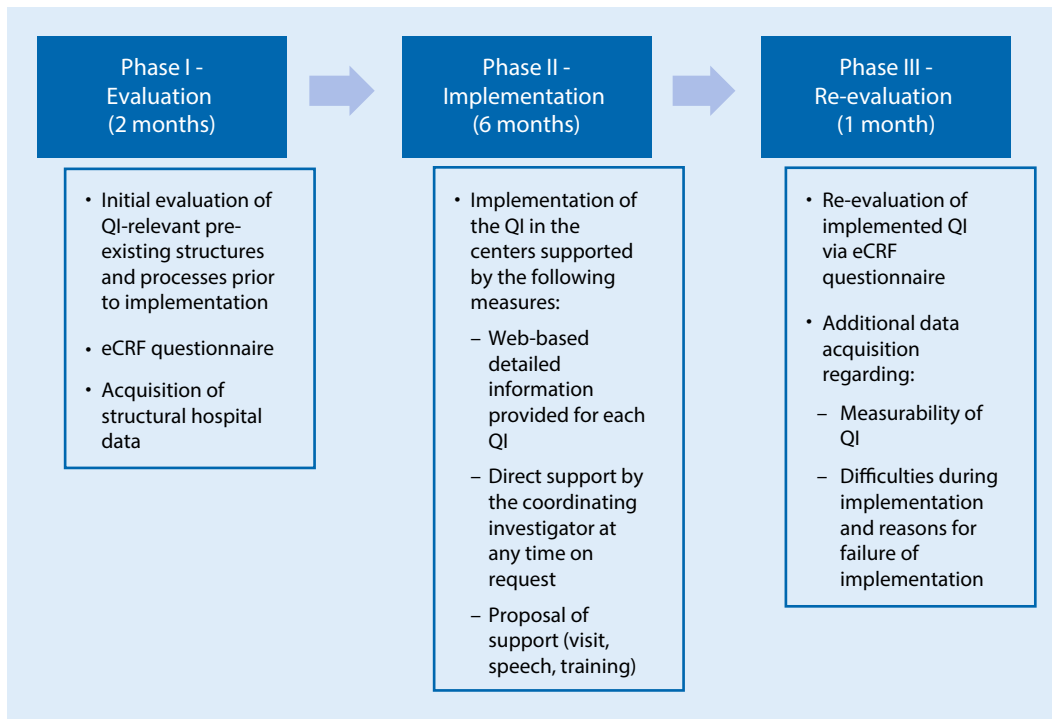 Phase I -
Evaluation
(2 months)
• Initial evaluation of
QI-relevant pre-
existing structures
and processes prior
to implementation
• eCRF questionnaire
• Acquisition of
structural hospital
data
Phase II -
Implementation
(6 months)
• Implementation of
the QI in the
centers supported
by the following
measures:
– Web-based
detailed
information
provided for each
QI
– Direct support by
the coordinating
investigator at
any time on
request
– Proposal of
support (visit,
speech, training)
Phase III -
Re-evaluation
(1 month)
• Re-evaluation of
implemented QI
via eCRF
questionnaire
• Additional data
acquisition
regarding:
– Measurability of
QI
– Difficulties during
implementation
and reasons for
failure of
implementation